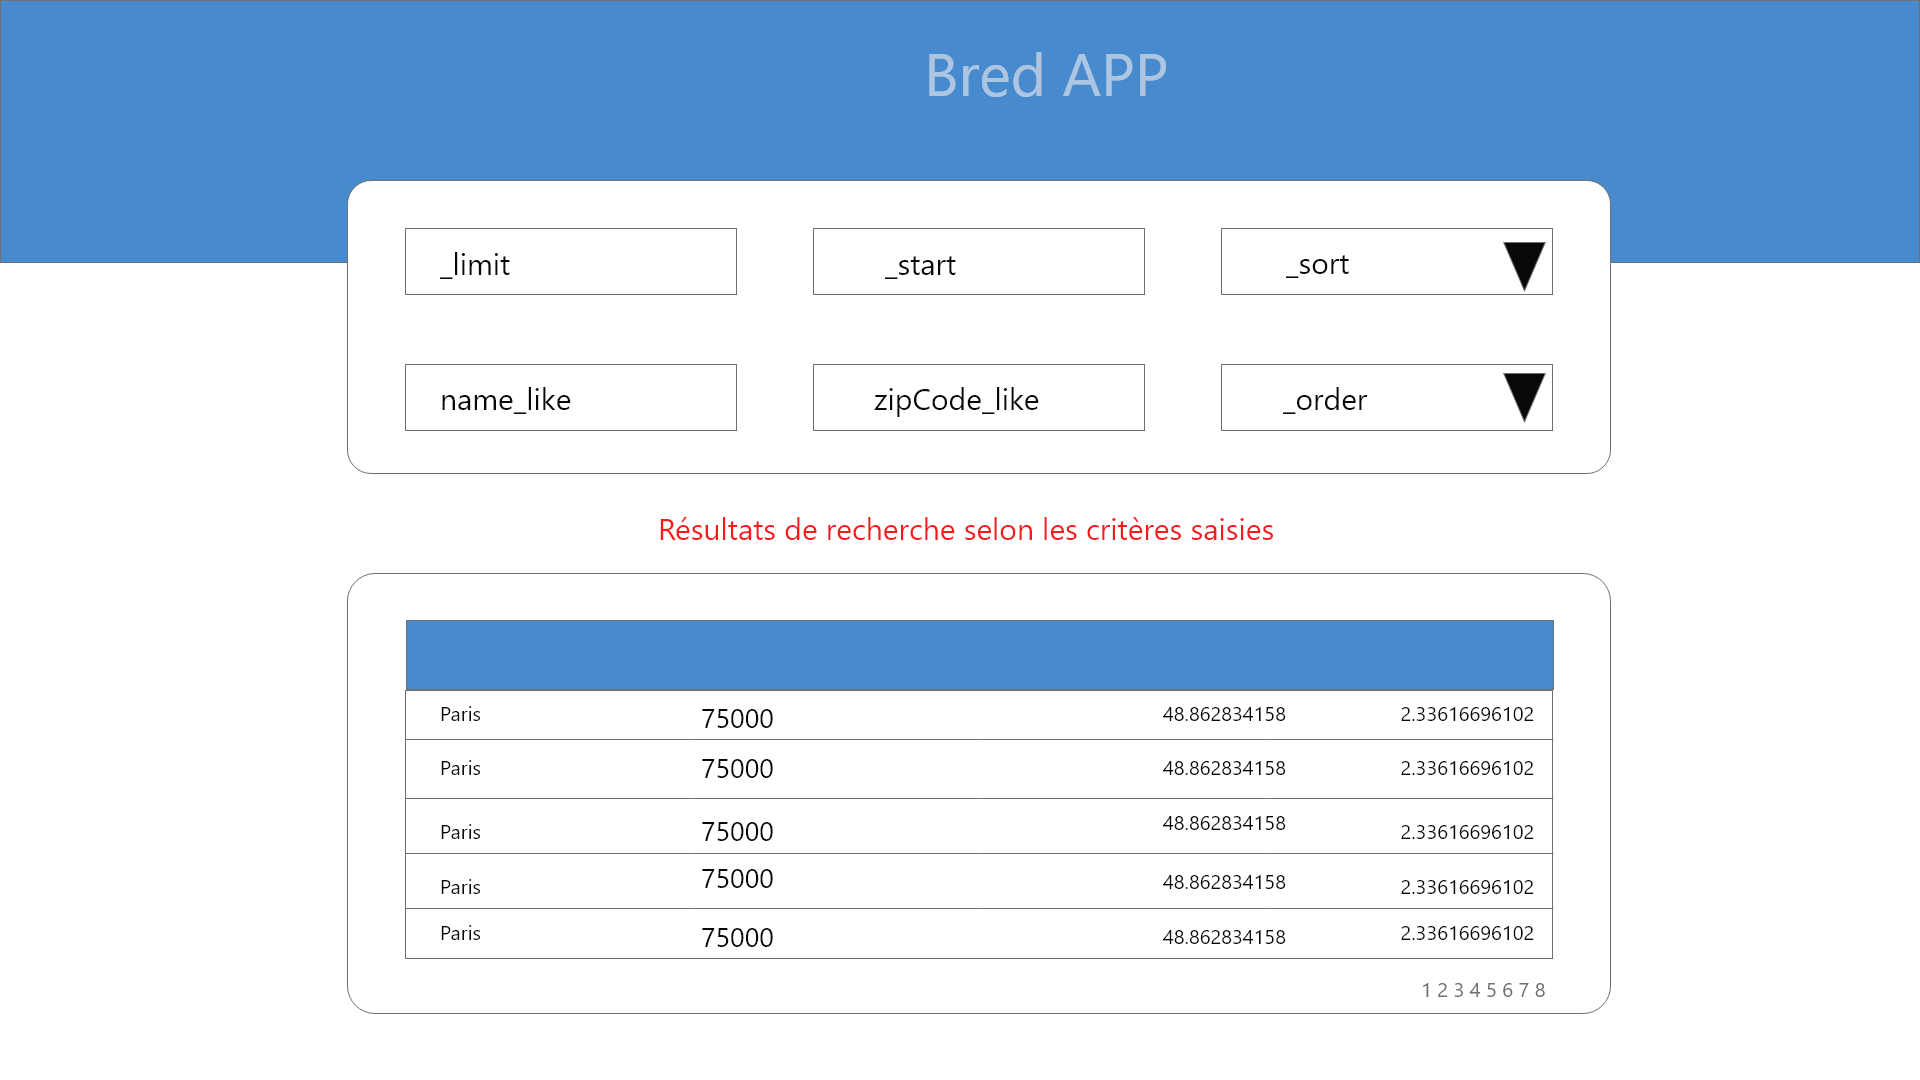 Bred APP
_limit _start _sort
name_like zipCode_like _order
Résultats de recherche selon les critères saisies
Paris 75000 48.862834158 2.33616696102
Paris 75000 48.862834158 2.33616696102
Paris 75000 48.862834158 2.33616696102
Paris 75000 48.862834158 2.33616696102
Paris 75000 48.862834158 2.33616696102
1 2 3 4 5 6 7 8